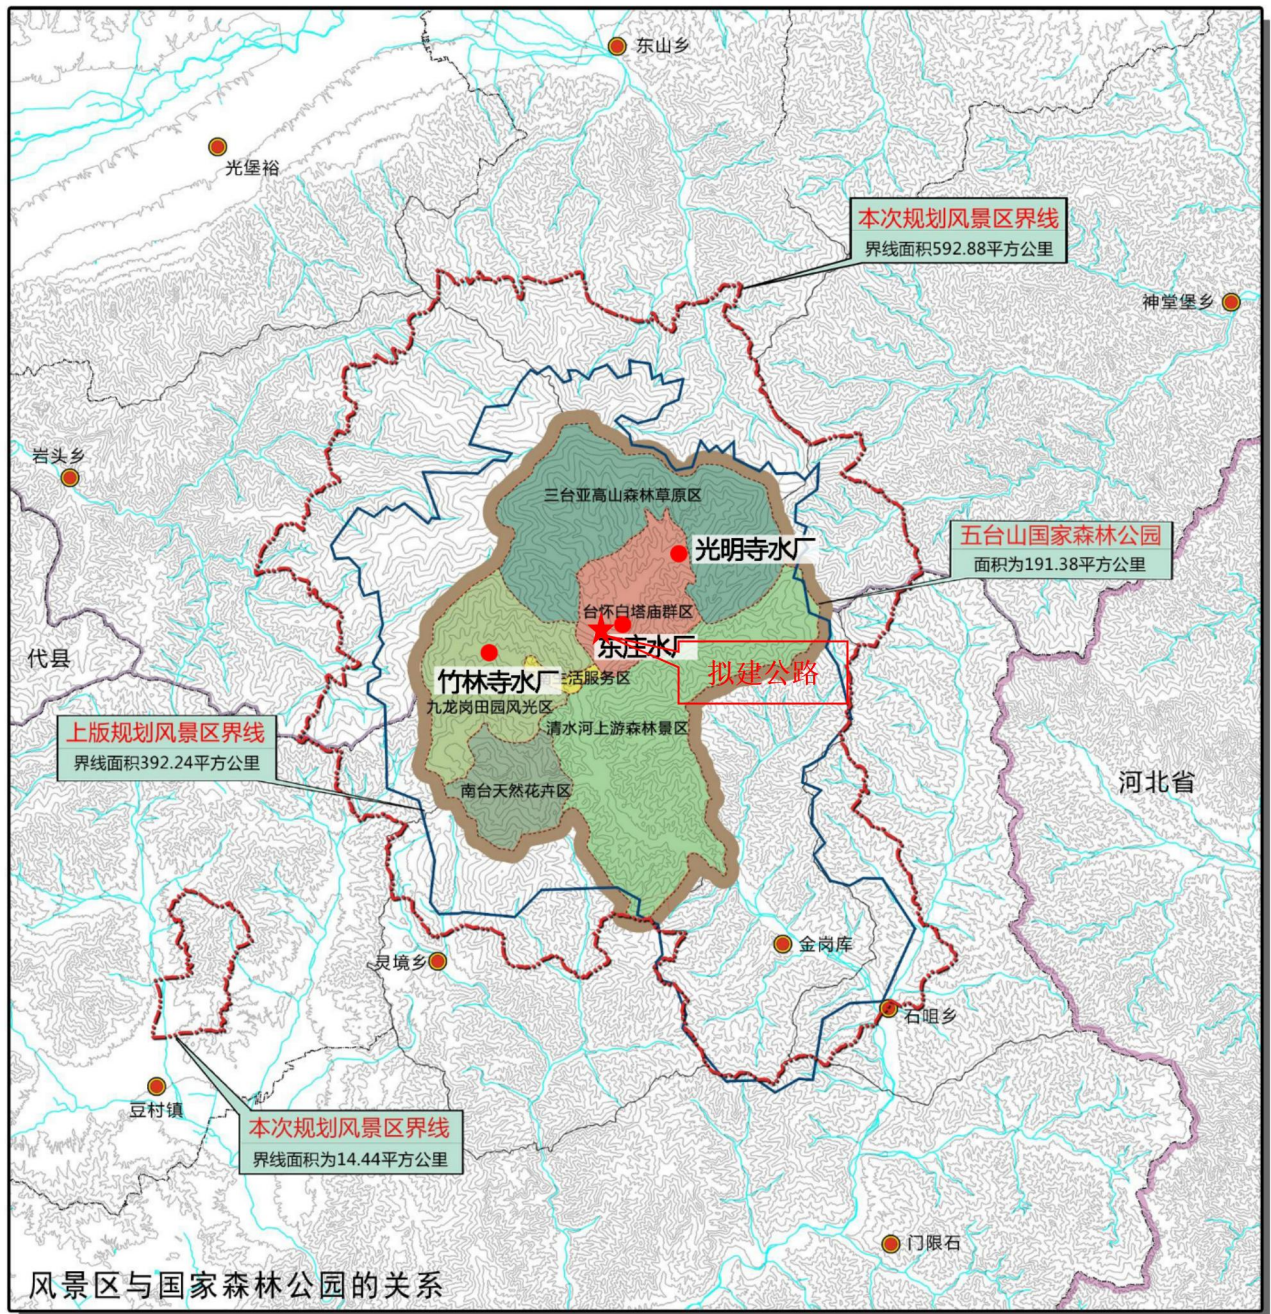 东山乡
光堡裕
本次规划风景区界线
界线面积592.88平方公里
神堂堡乡
岩头乡
三台亚高山森林草原区
五台山国家森林公园
面积为191.38平方公里
光明寺水厂
台怀白塔庙群区
东庄水厂
代县
拟建公路
竹林寺水厂
生活服务区
九龙岗田园风光区
上版规划风景区界线
界线面积392.24平方公里
清水河上游森林景区
河北省
南台天然花卉区
金岗库
灵境乡
石咀乡
豆村镇
本次规划风景区界线
界线面积为14.44平方公里
门限石
风景区与国家森林公园的关系